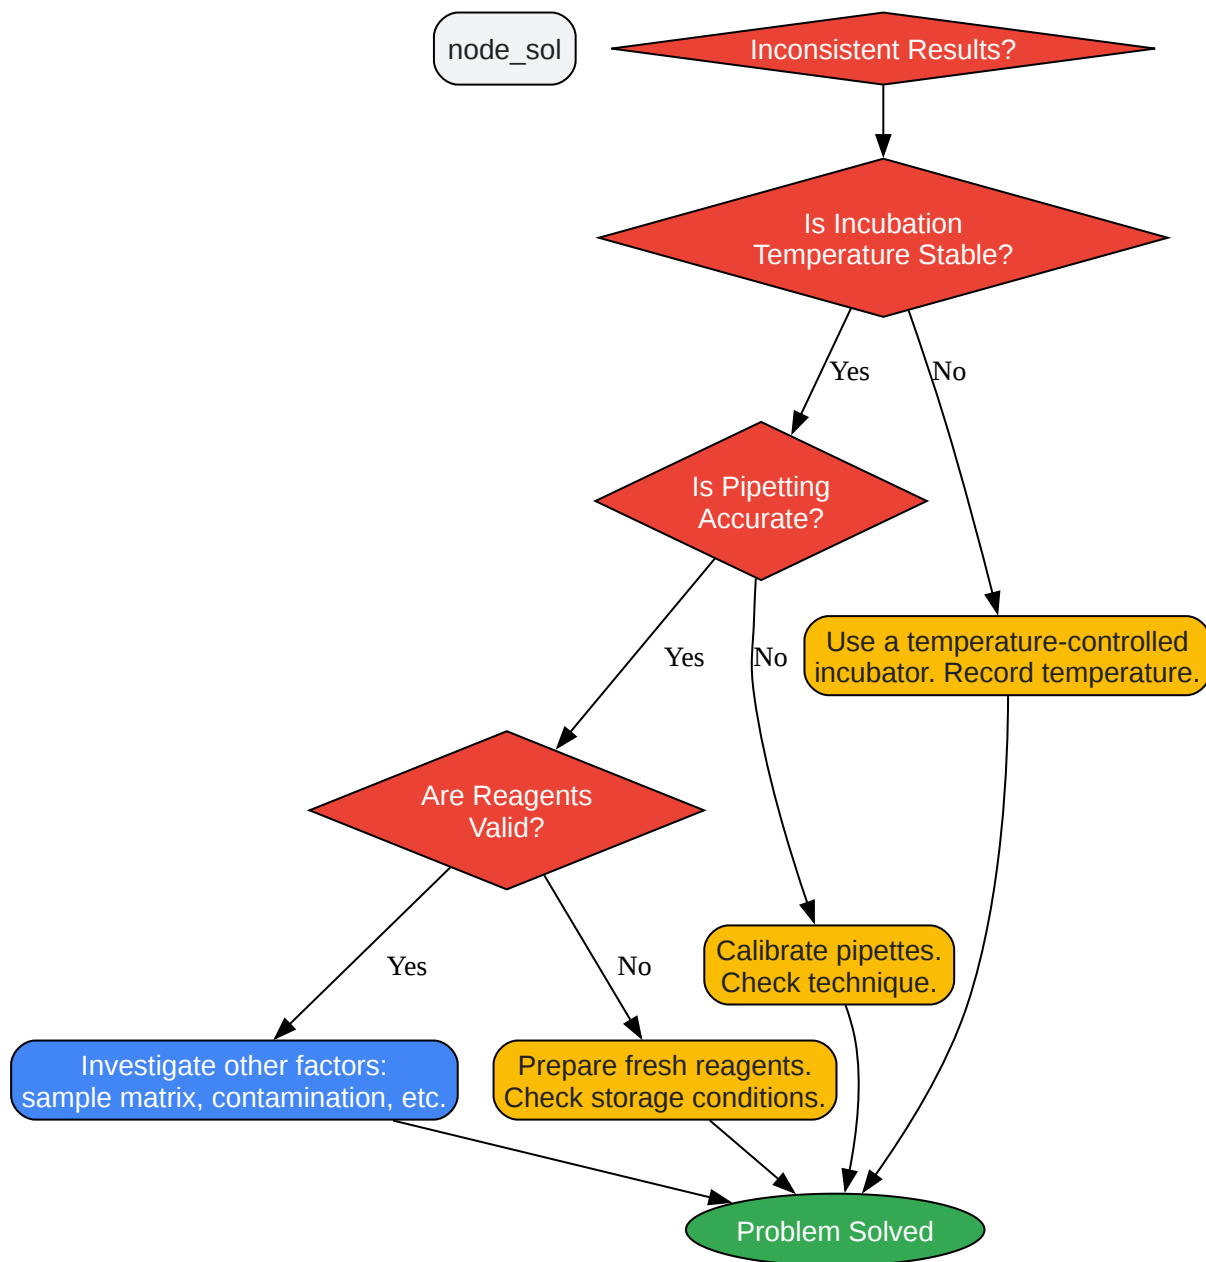 node_sol
Inconsistent Results?
Is Incubation
Temperature Stable?
Yes
No
Is Pipetting
Accurate?
Use a temperature-controlled
incubator. Record temperature.
Yes
No
Are Reagents
Valid?
Calibrate pipettes.
Check technique.
Yes
No
Investigate other factors:
sample matrix, contamination, etc.
Prepare fresh reagents.
Check storage conditions.
Problem Solved